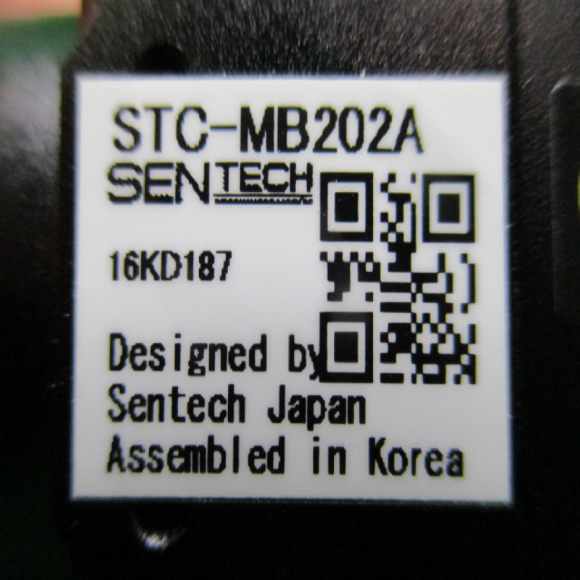 STC-MB202A
SENTECH
16KD187
Designed by
Sentech Japan
Assembled in Korea